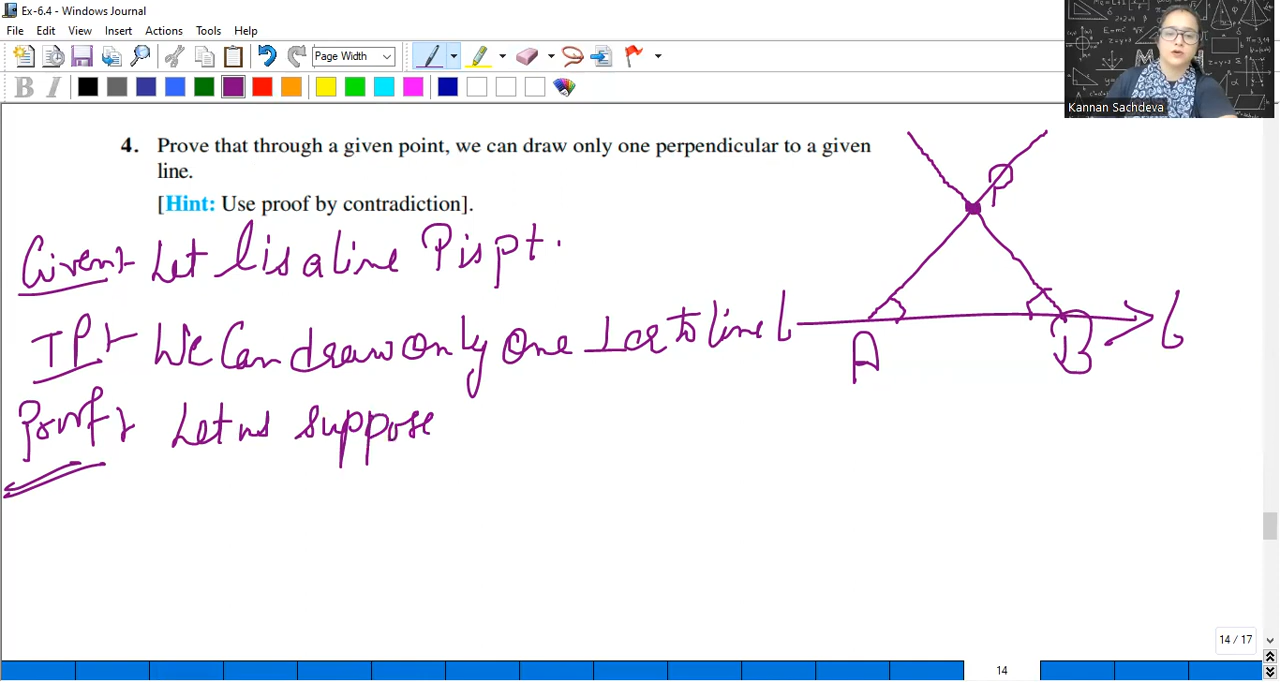 Ex-6.4 - Windows Journal
File Edit View Insert Actions Tools Help
Page Width
B I
Kannan Sachdeva
4. Prove that through a given point, we can draw only one perpendicular to a given
line.
[Hint: Use proof by contradiction].
P
Given:- Let l is a line P is pt.
TP:- We Can draw only one ⊥ar to line l
l
A B
Proof:- Let us suppose
14 / 17
14